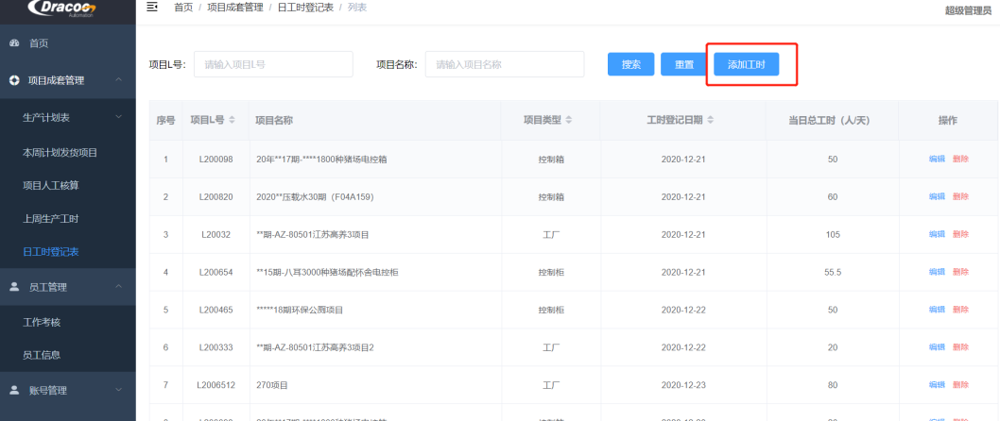 Dracoo
Automation
首页 / 项目成套管理 / 日工时登记表 / 列表
超级管理员
首页
项目成套管理
生产计划表
本周计划发货项目
项目人工核算
上周生产工时
日工时登记表
员工管理
工作考核
员工信息
账号管理
项目L号： 请输入项目L号 项目名称： 请输入项目名称 搜索 重置 添加工时
序号 项目L号 项目名称 项目类型 工时登记日期 当日总工时（人/天） 操作
1 L200098 20年**17期-****1800种猪场电控箱 控制箱 2020-12-21 50 编辑 删除
2 L200820 2020**压载水30期（F04A159） 控制箱 2020-12-21 60 编辑 删除
3 L20032 **期-AZ-80501江苏高养3项目 工厂 2020-12-21 105 编辑 删除
4 L200654 **15期-八耳3000种猪场配怀舍电控柜 控制柜 2020-12-21 55.5 编辑 删除
5 L200465 *****18期环保公厕项目 控制柜 2020-12-22 50 编辑 删除
6 L200333 **期-AZ-80501江苏高养3项目2 工厂 2020-12-22 20 编辑 删除
7 L2006512 270项目 工厂 2020-12-23 80 编辑 删除